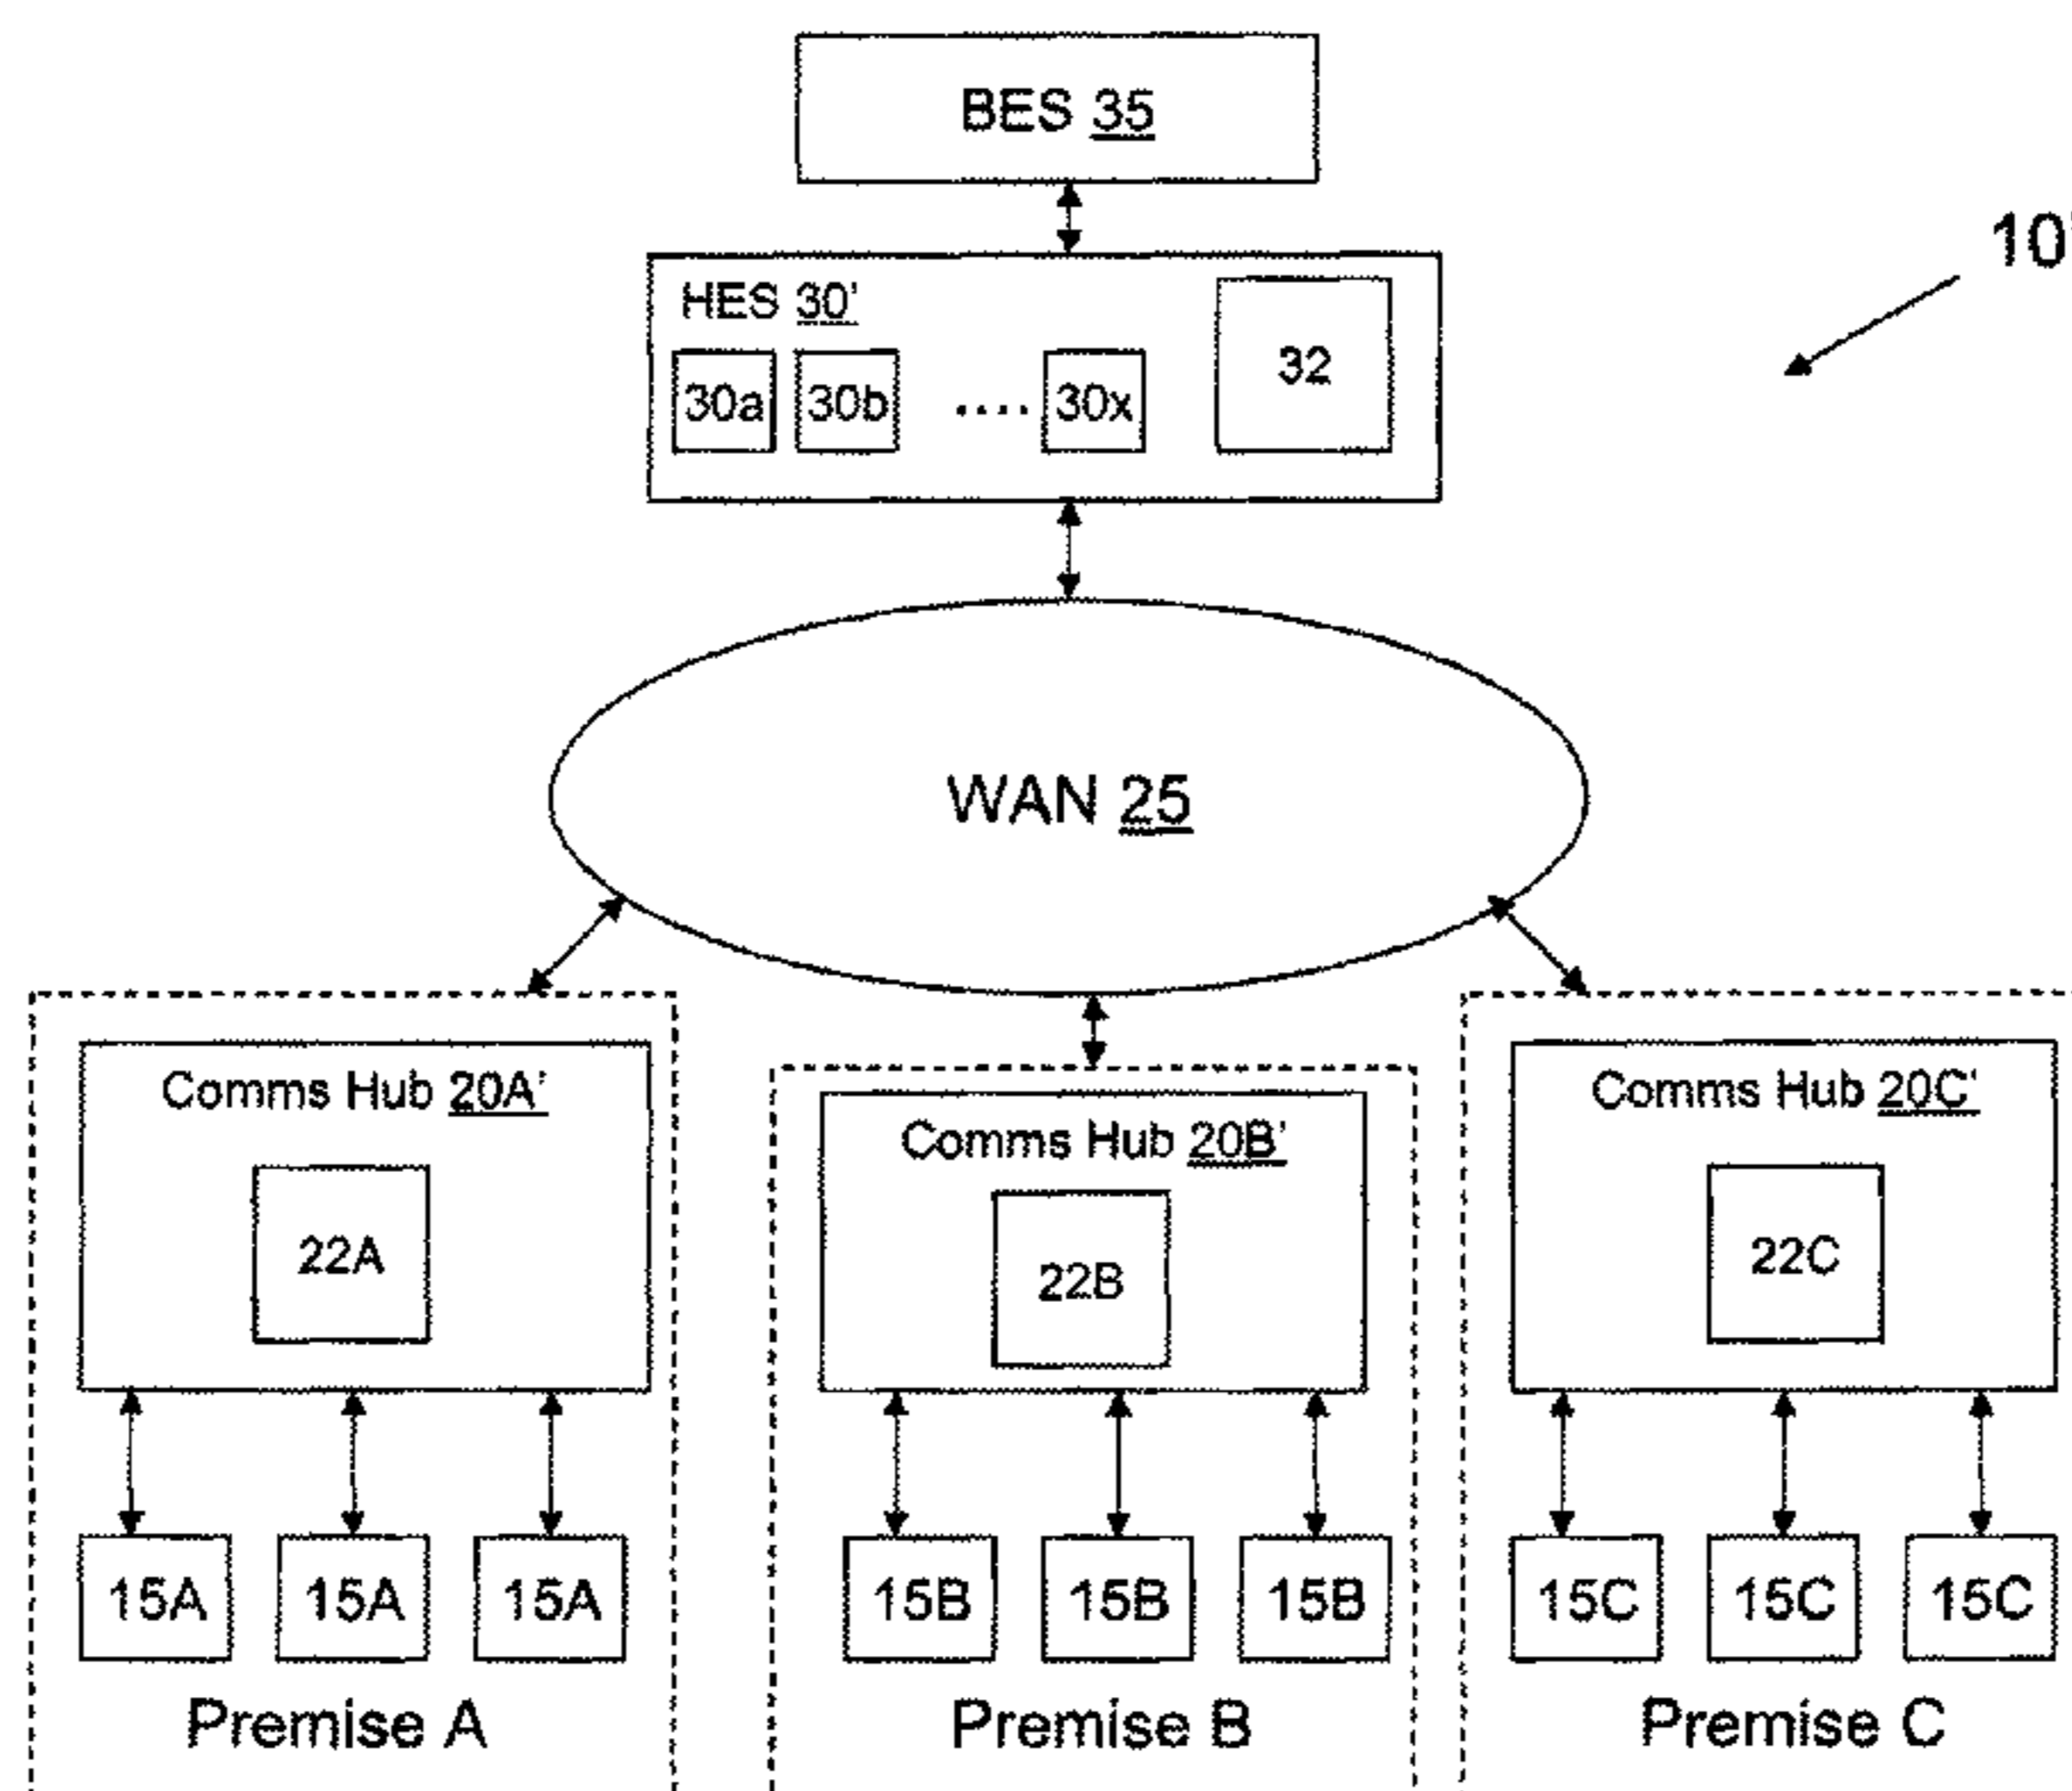 BES 35
10'
HES 30'
32
30a 30b .... 30x
WAN 25
Comms Hub 20A'
22A
15A 15A 15A
Premise A
Comms Hub 20B'
22B
15B 15B 15B
Premise B
Comms Hub 20C'
22C
15C 15C 15C
Premise C